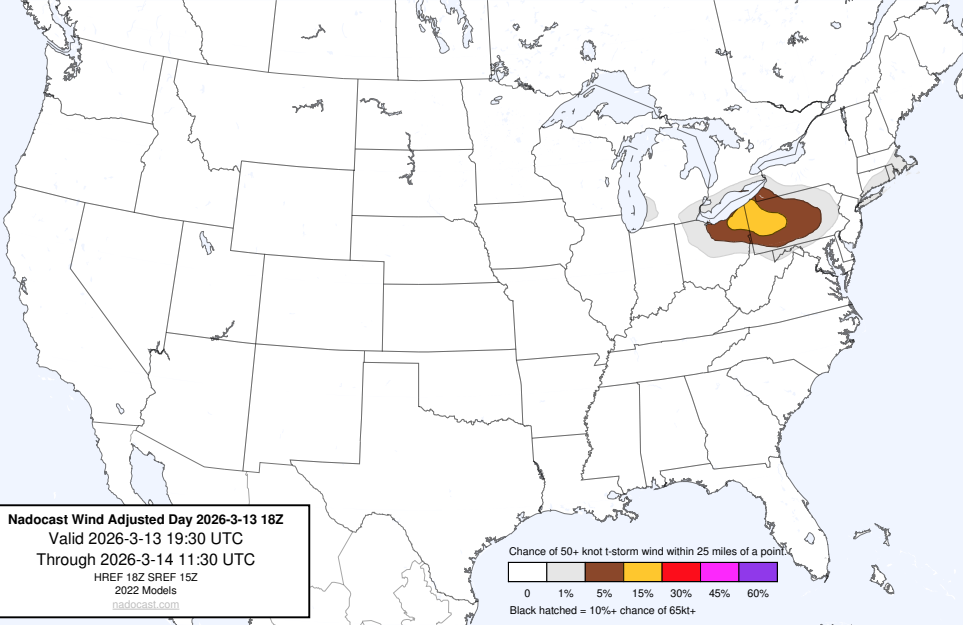 Nadocast Wind Adjusted Day 2026-3-13 18Z
Valid 2026-3-13 19:30 UTC
Through 2026-3-14 11:30 UTC
HREF 18Z SREF 15Z
2022 Models
nadocast.com
Chance of 50+ knot t-storm wind within 25 miles of a point.
0 1% 5% 15% 30% 45% 60%
Black hatched = 10%+ chance of 65kt+